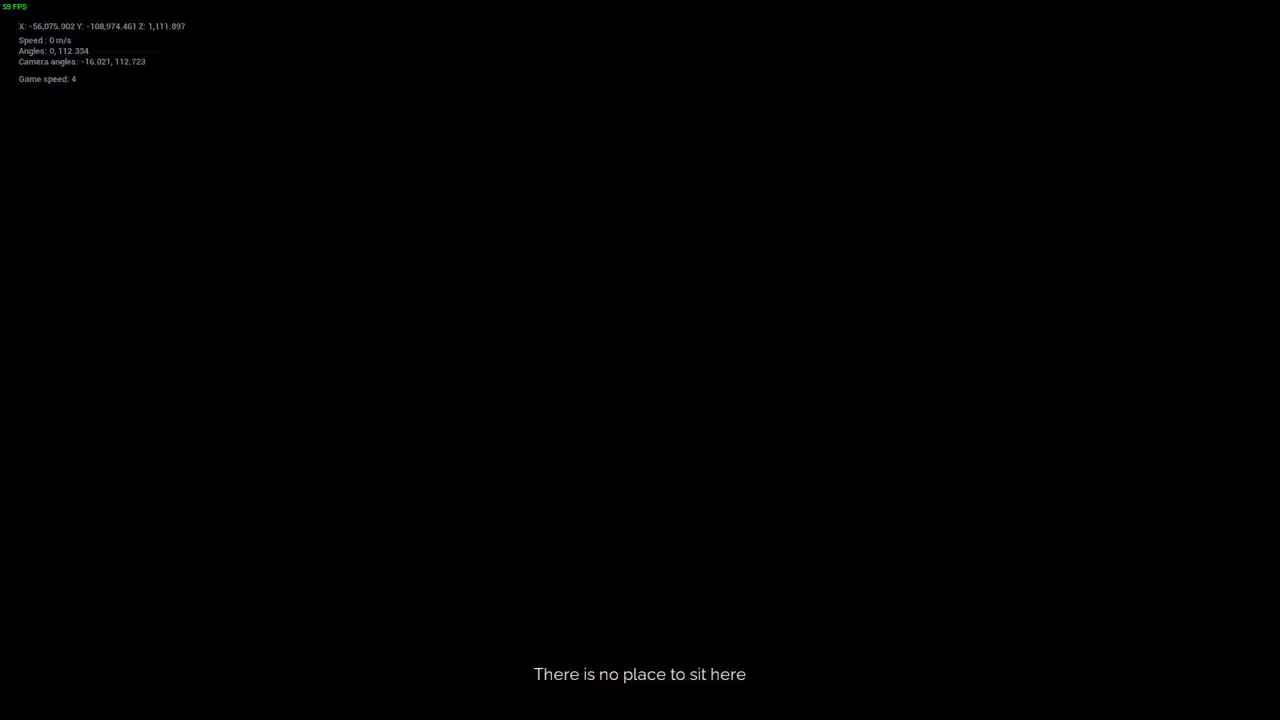 59 FPS
X: -56,075.902 Y: -108,974.461 Z: 1,111.897
Speed : 0 m/s
Angles: 0, 112.334
Camera angles: -16.021, 112.723
Game speed: 4
There is no place to sit here